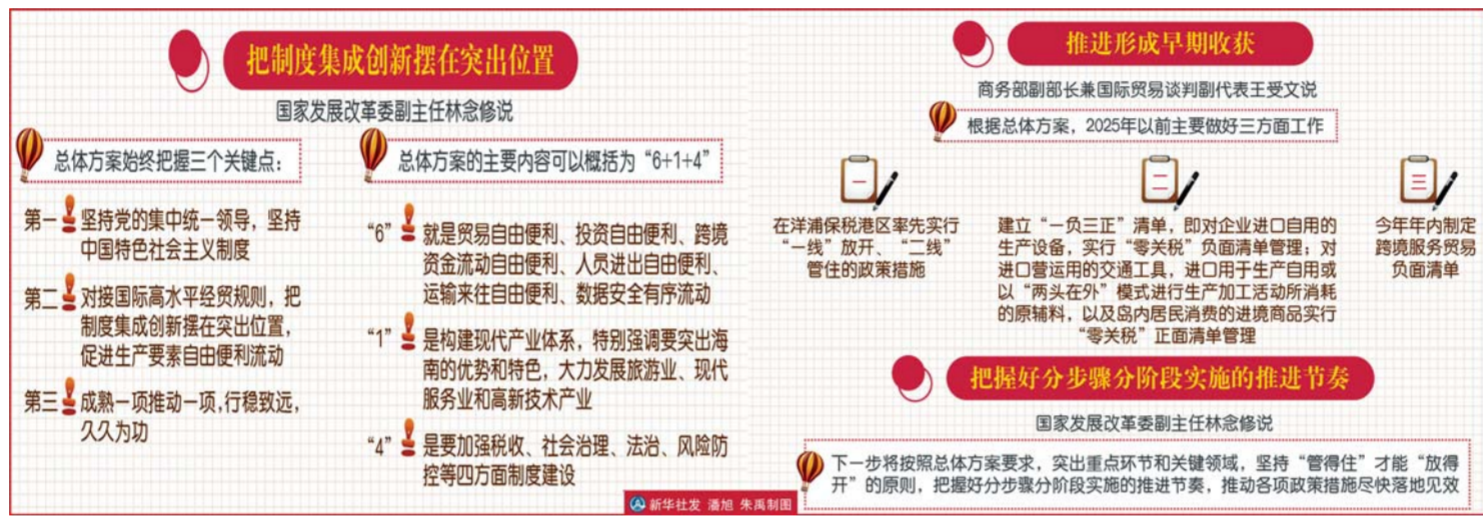 把制度集成创新摆在突出位置
国家发展改革委副主任林念修说
总体方案始终把握三个关键点：
第一
坚持党的集中统一领导，坚持
中国特色社会主义制度
第二
对接国际高水平经贸规则，把
制度集成创新摆在突出位置，
促进生产要素自由便利流动
第三
成熟一项推动一项，行稳致远，
久久为功
总体方案的主要内容可以概括为“6+1+4”
“6”
就是贸易自由便利、投资自由便利、跨境
资金流动自由便利、人员进出自由便利、
运输来往自由便利、数据安全有序流动
“1”
是构建现代产业体系，特别强调要突出海
南的优势和特色，大力发展旅游业、现代
服务业和高新技术产业
“4”
是要加强税收、社会治理、法治、风险防
控等四方面制度建设
新华社发 潘旭 朱禹制图
推进形成早期收获
商务部副部长兼国际贸易谈判副代表王受文说
根据总体方案，2025年以前主要做好三方面工作
一
在洋浦保税港区率先实行
“一线”放开、“二线”
管住的政策措施
二
建立“一负三正”清单，即对企业进口自用的
生产设备，实行“零关税”负面清单管理；对
进口营运用的交通工具，进口用于生产自用或
以“两头在外”模式进行生产加工活动所消耗
的原辅料，以及岛内居民消费的进境商品实行
“零关税”正面清单管理
三
今年年内制定
跨境服务贸易
负面清单
把握好分步骤分阶段实施的推进节奏
国家发展改革委副主任林念修说
下一步将按照总体方案要求，突出重点环节和关键领域，坚持“管得住”才能“放得
开”的原则，把握好分步骤分阶段实施的推进节奏，推动各项政策措施尽快落地见效